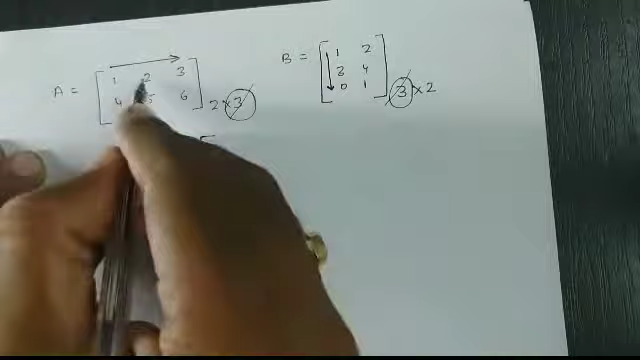 A = [ 1 2 3
4 5 6 ] 2×3
B = [ 1 2
3 4
0 1 ] 3×2